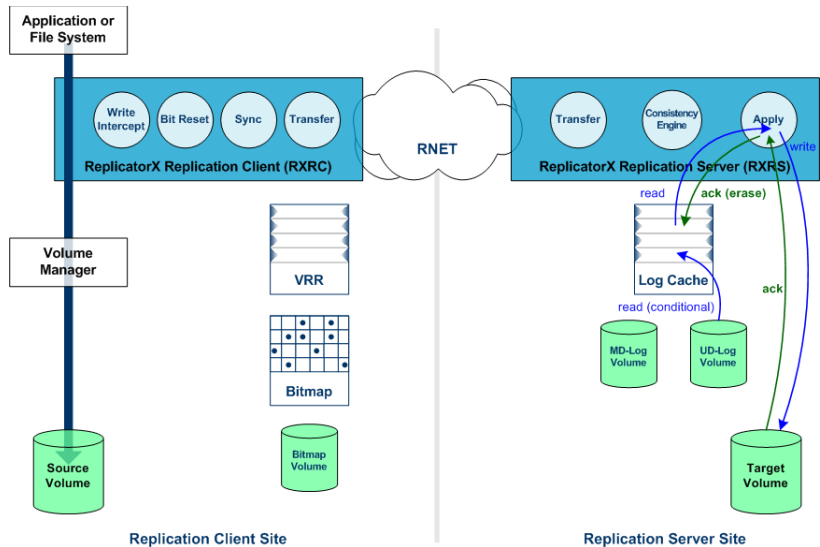 Application or
File System
Write
Intercept
Bit Reset
Sync
Transfer
ReplicatorX Replication Client (RXRC)
RNET
Transfer
Consistency
Engine
Apply
ReplicatorX Replication Server (RXRS)
write
read
ack (erase)
Volume
Manager
VRR
Log Cache
read (conditional)
ack
MD-Log
Volume
UD-Log
Volume
Bitmap
Bitmap
Volume
Source
Volume
Target
Volume
Replication Client Site
Replication Server Site